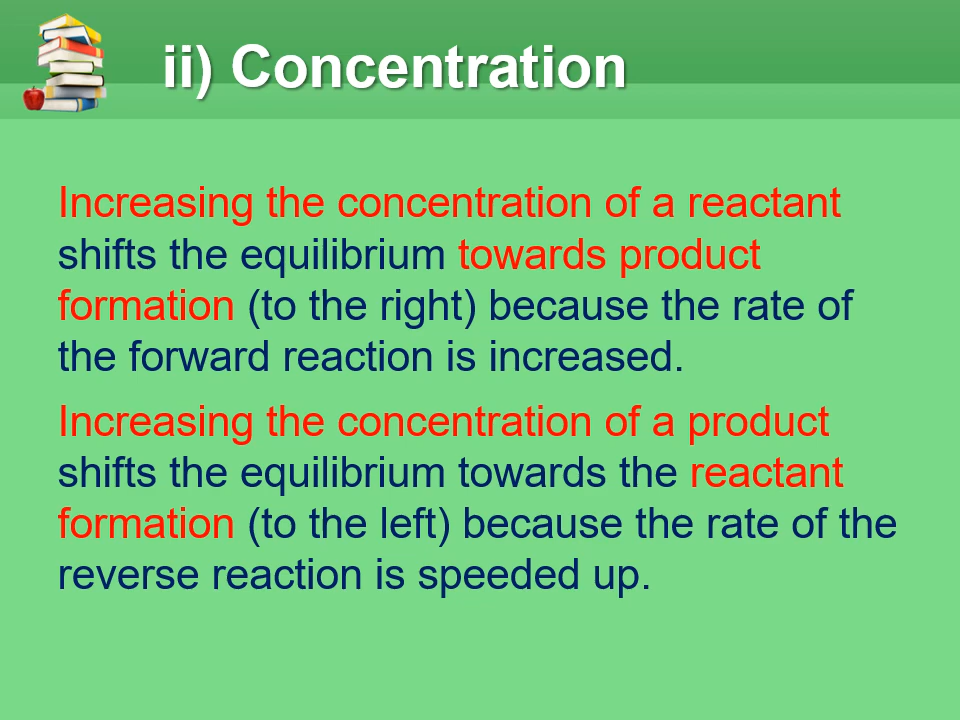 ii) Concentration
Increasing the concentration of a reactant
shifts the equilibrium towards product
formation (to the right) because the rate of
the forward reaction is increased.
Increasing the concentration of a product
shifts the equilibrium towards the reactant
formation (to the left) because the rate of the
reverse reaction is speeded up.